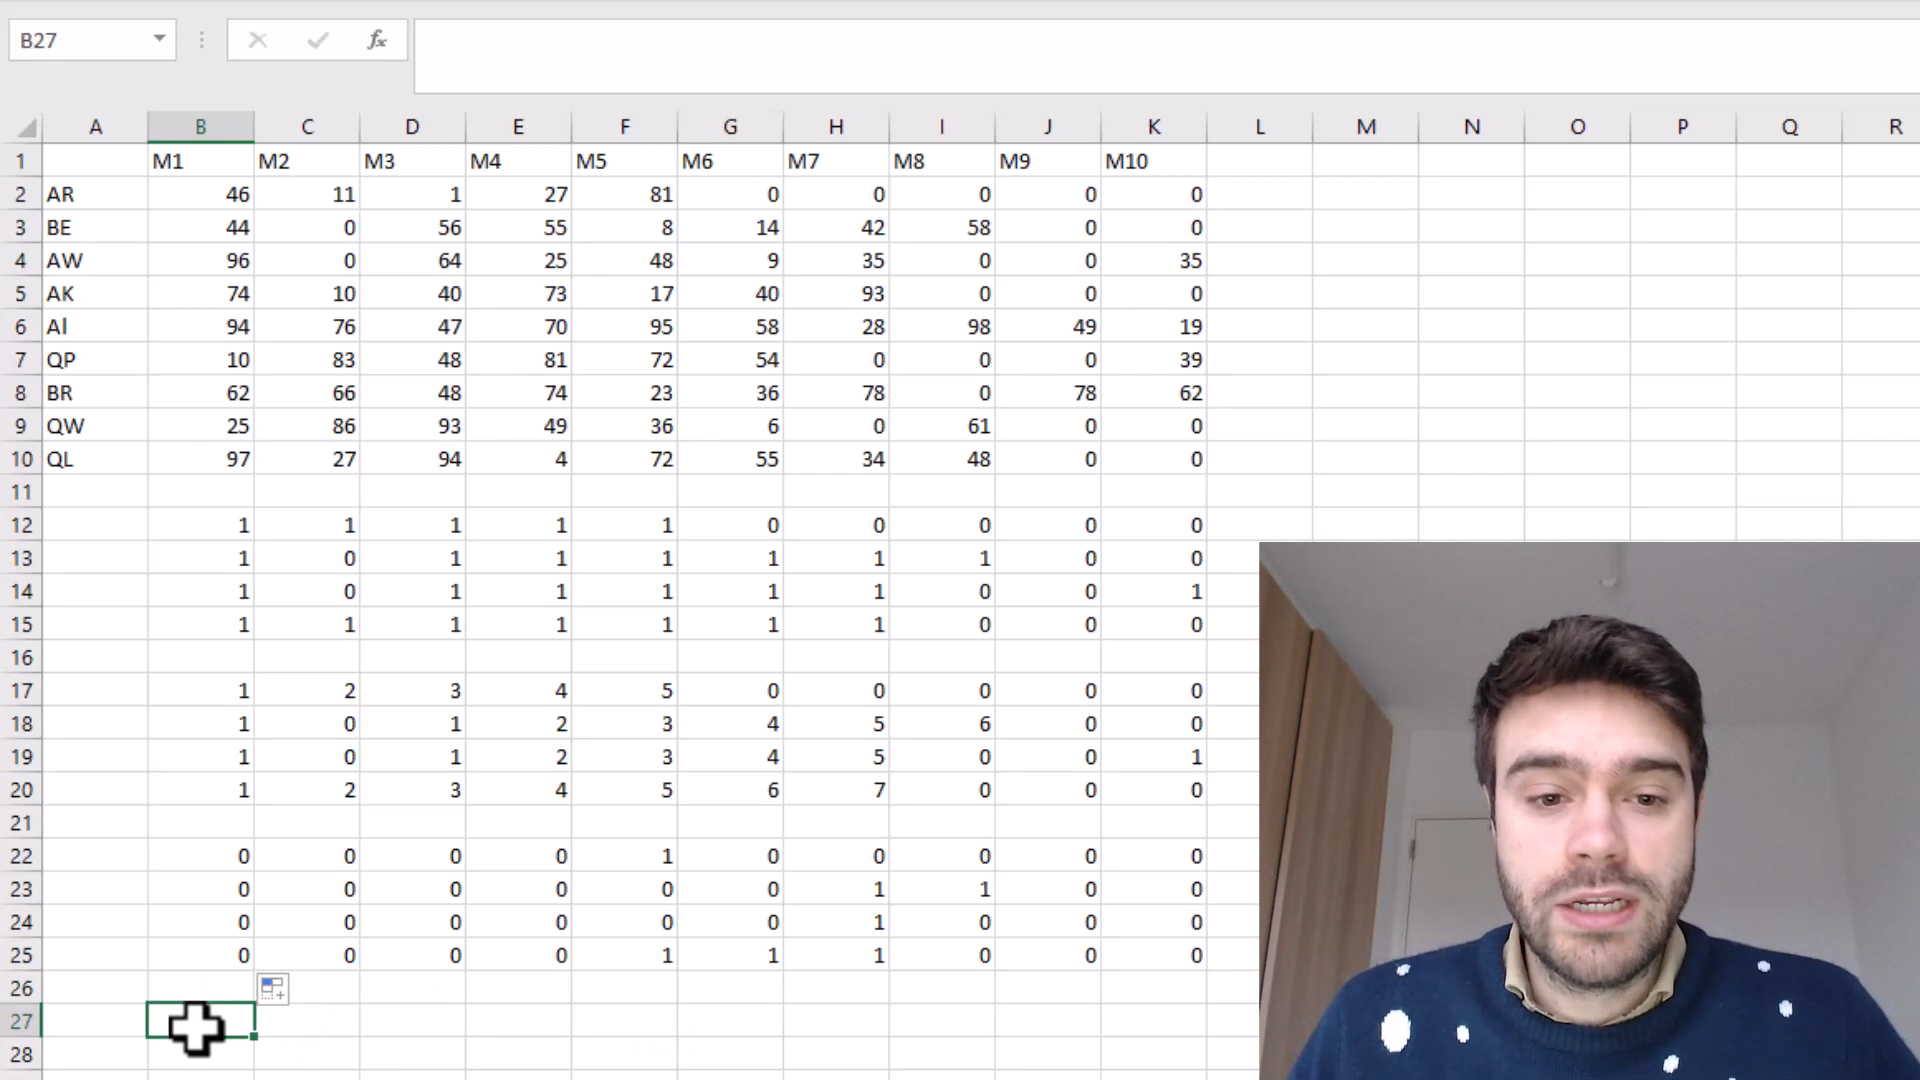 B27 fx
A B C D E F G H I J K L M N O P Q R
1 M1 M2 M3 M4 M5 M6 M7 M8 M9 M10
2 AR 46 11 1 27 81 0 0 0 0 0
3 BE 44 0 56 55 8 14 42 58 0 0
4 AW 96 0 64 25 48 9 35 0 0 35
5 AK 74 10 40 73 17 40 93 0 0 0
6 Al 94 76 47 70 95 58 28 98 49 19
7 QP 10 83 48 81 72 54 0 0 0 39
8 BR 62 66 48 74 23 36 78 0 78 62
9 QW 25 86 93 49 36 6 0 61 0 0
10 QL 97 27 94 4 72 55 34 48 0 0
11
12 1 1 1 1 1 0 0 0 0 0
13 1 0 1 1 1 1 1 1 0 0
14 1 0 1 1 1 1 1 0 0 1
15 1 1 1 1 1 1 1 0 0 0
16
17 1 2 3 4 5 0 0 0 0 0
18 1 0 1 2 3 4 5 6 0 0
19 1 0 1 2 3 4 5 0 0 1
20 1 2 3 4 5 6 7 0 0 0
21
22 0 0 0 0 1 0 0 0 0 0
23 0 0 0 0 0 0 1 1 0 0
24 0 0 0 0 0 0 1 0 0 0
25 0 0 0 0 1 1 1 0 0 0
26
27
28